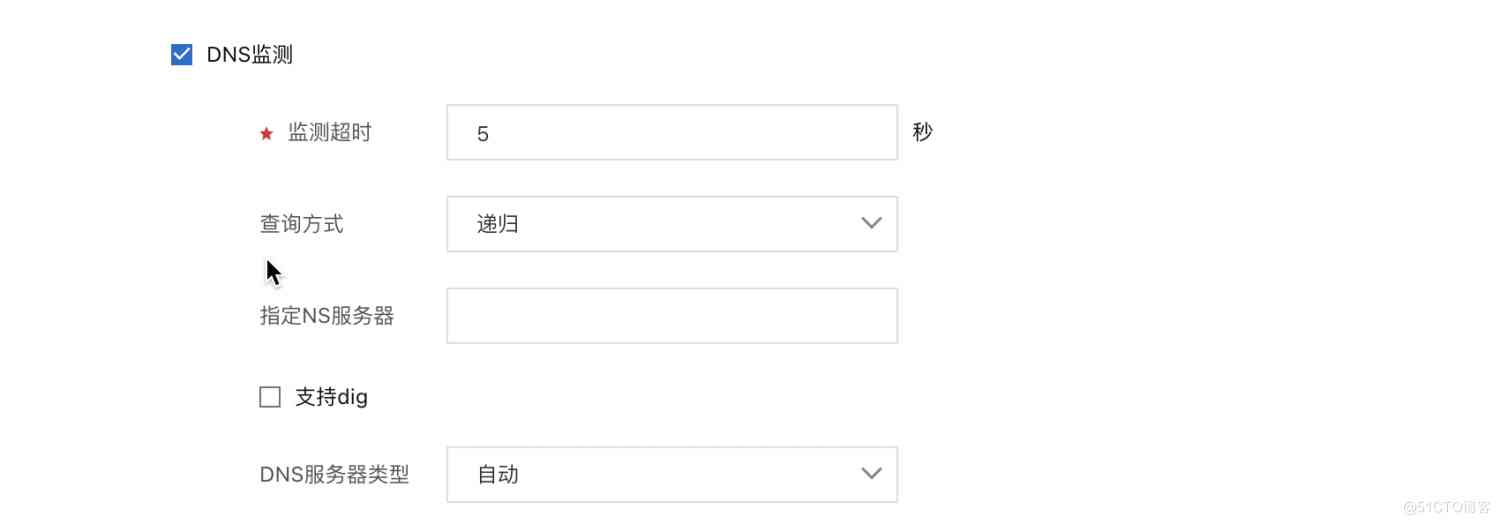 DNS监测
★ 监测超时 5 秒
查询方式 递归
指定NS服务器
支持dig
DNS服务器类型 自动
@51CTO博客